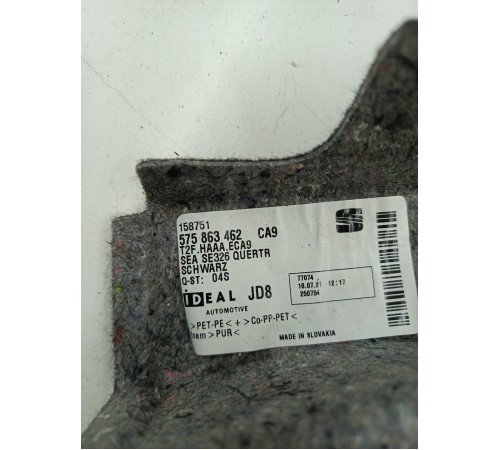 158751
575 863 462 CA9
T2F.HAAA.ECA9
SEA SE326 QUERTR
SCHWARZ
Q-ST: 04S
77074
16.07.21 12:17
250754
iDEAL JD8
AUTOMOTIVE
>PET-PE< + >Co-PP-PET<
>PUR<
MADE IN SLOVAKIA